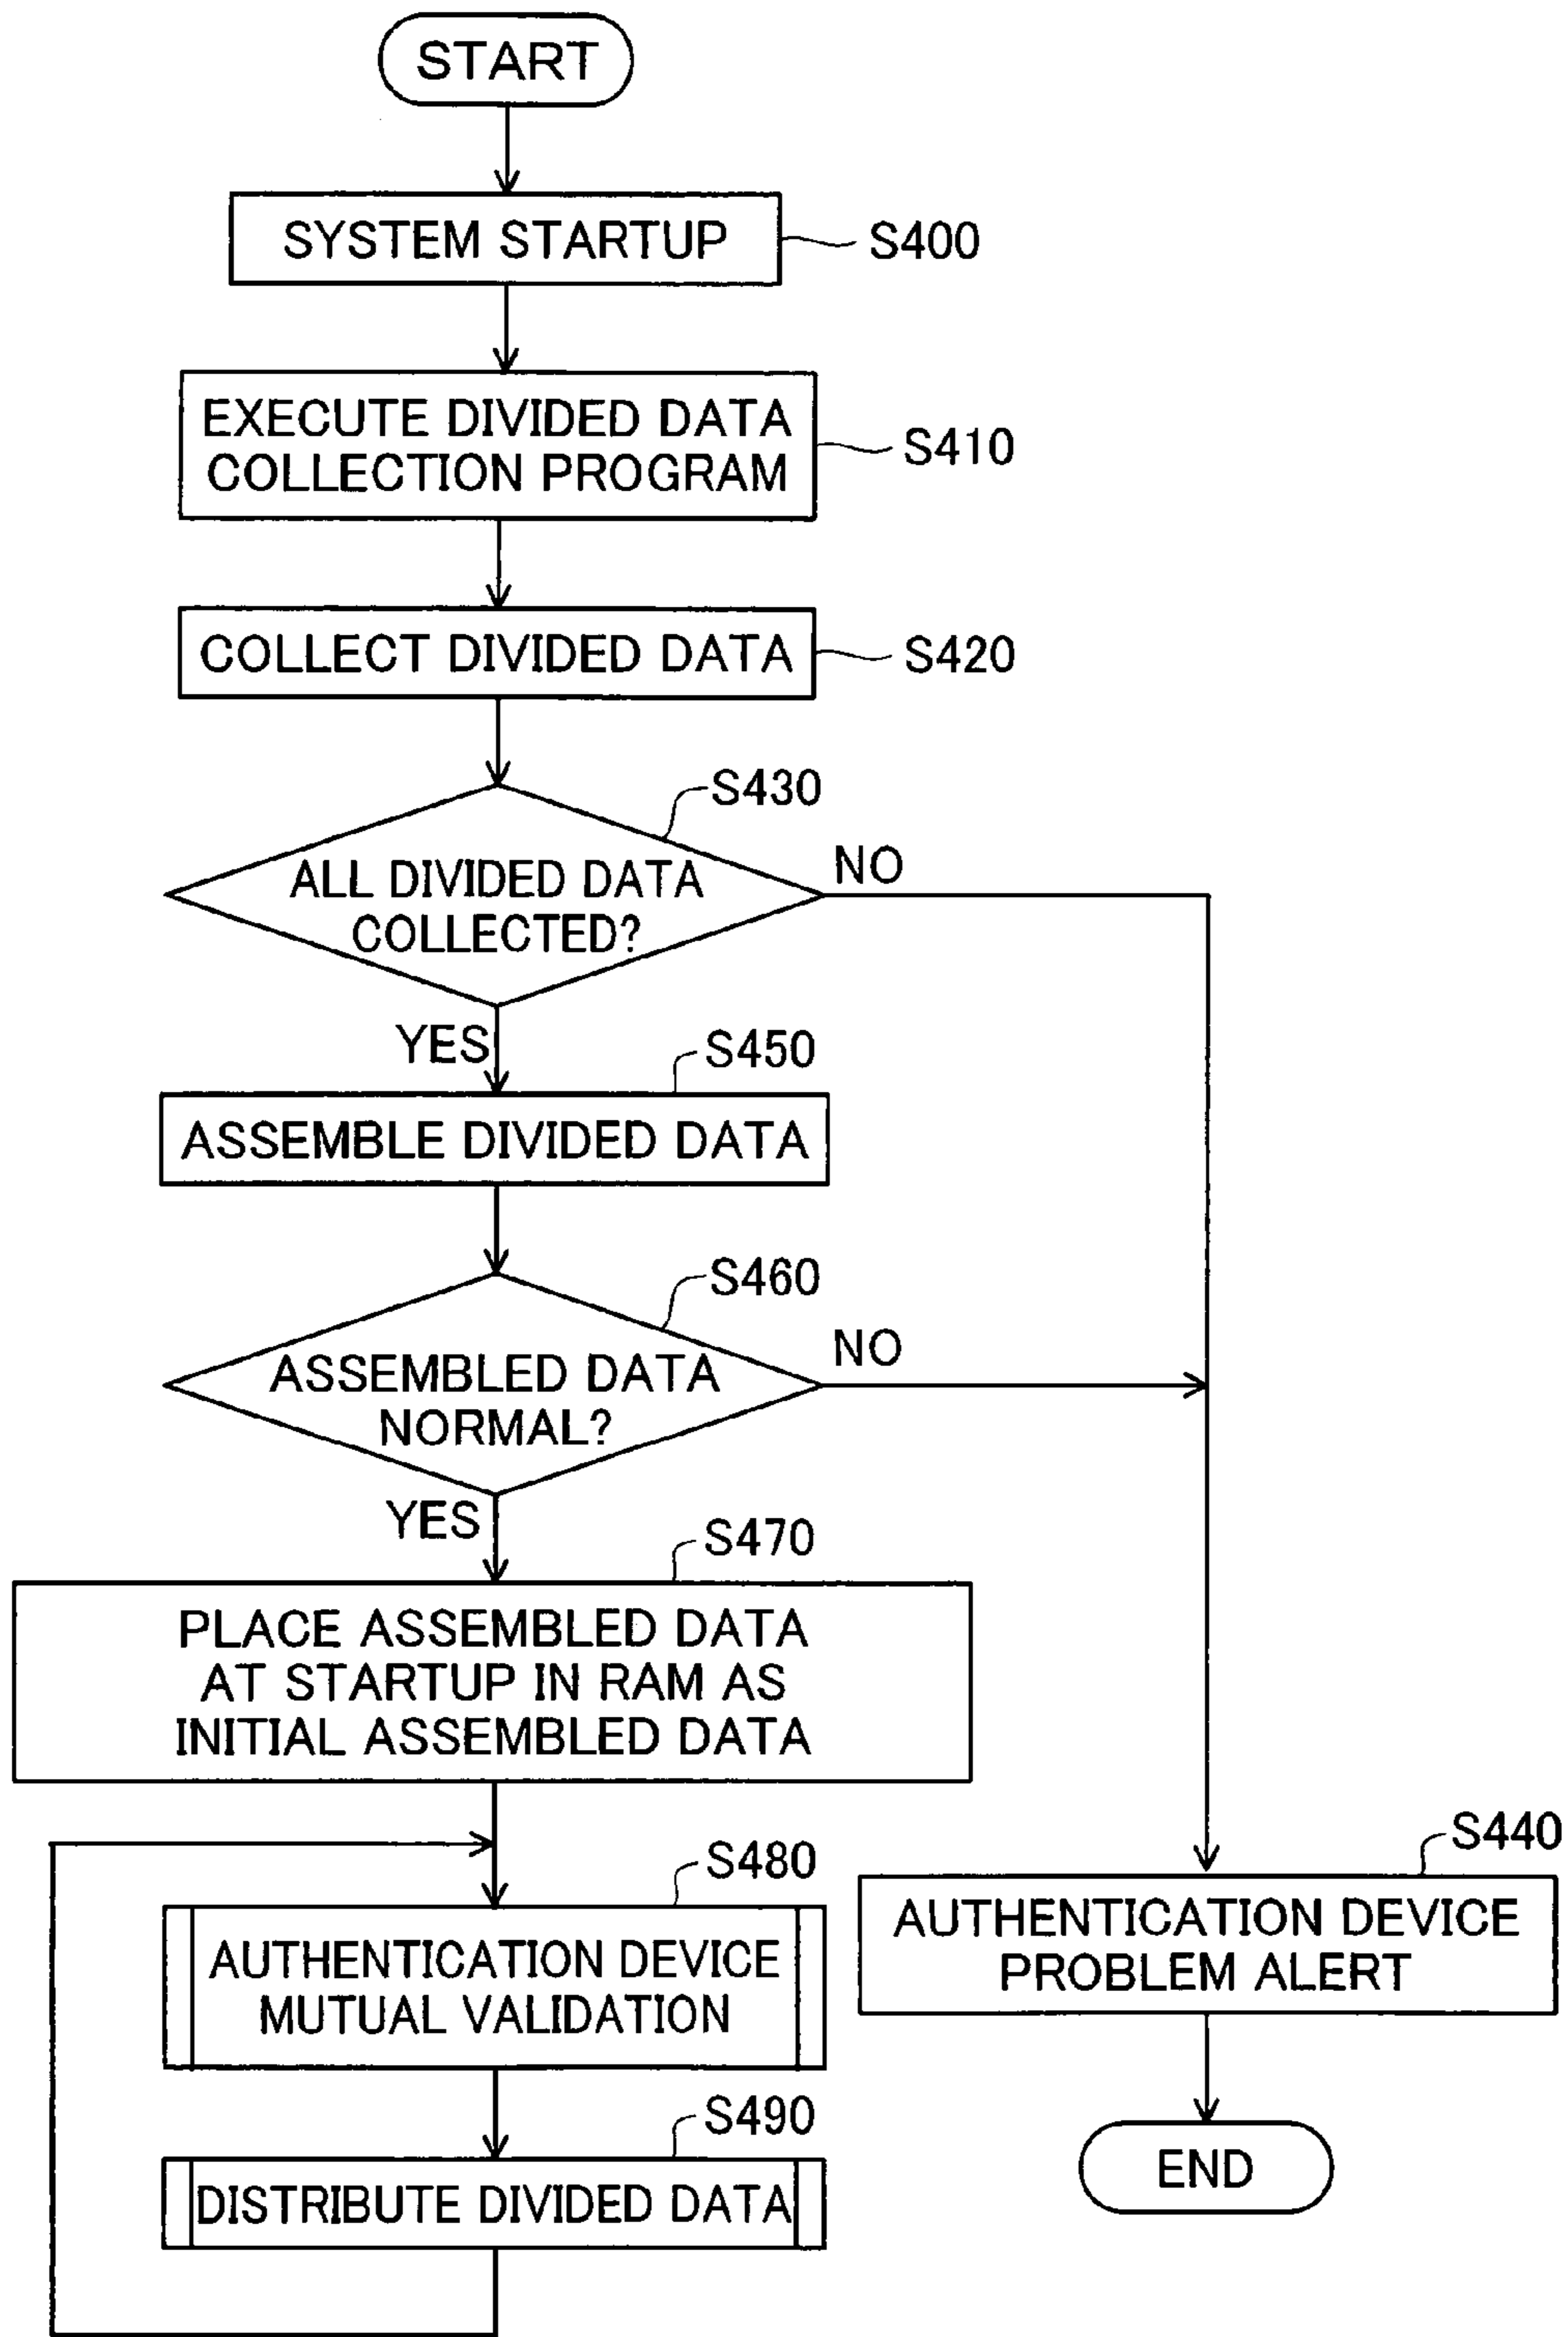 START
SYSTEM STARTUP
S400
EXECUTE DIVIDED DATA
COLLECTION PROGRAM
S410
COLLECT DIVIDED DATA
S420
S430
ALL DIVIDED DATA
COLLECTED?
NO
YES
S450
ASSEMBLE DIVIDED DATA
S460
ASSEMBLED DATA
NORMAL?
NO
YES
S470
PLACE ASSEMBLED DATA
AT STARTUP IN RAM AS
INITIAL ASSEMBLED DATA
S480
AUTHENTICATION DEVICE
MUTUAL VALIDATION
S440
AUTHENTICATION DEVICE
PROBLEM ALERT
S490
DISTRIBUTE DIVIDED DATA
END